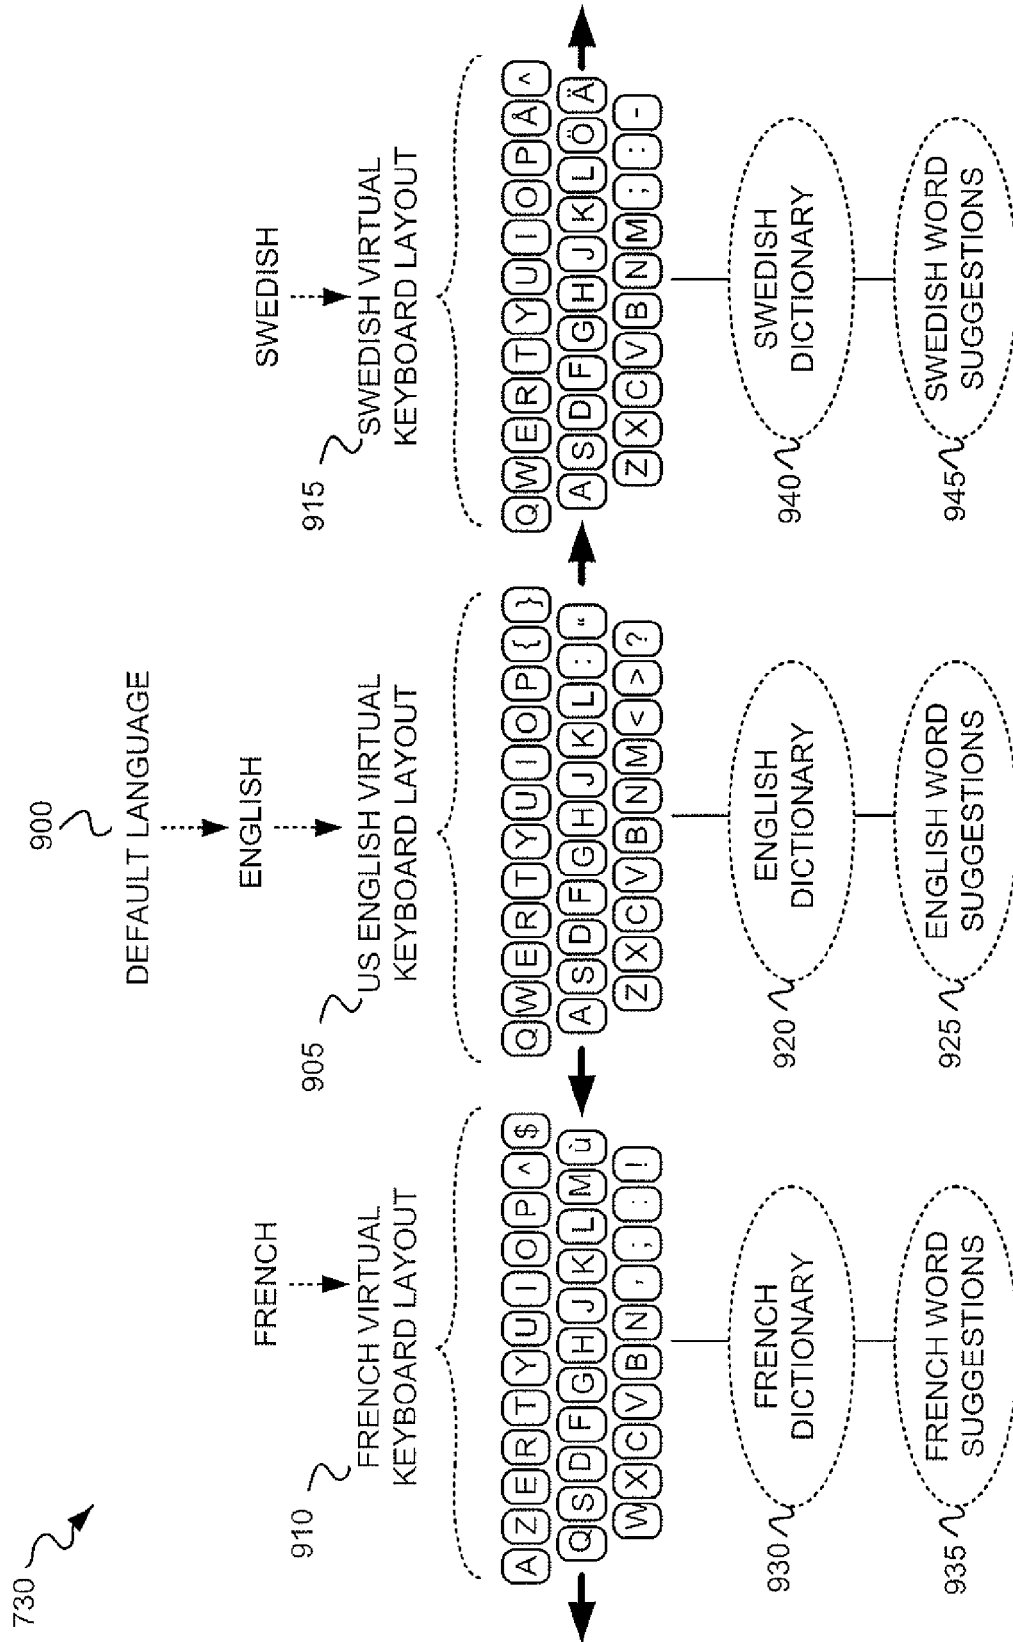 730
900
DEFAULT LANGUAGE
FRENCH
ENGLISH
SWEDISH
910
FRENCH VIRTUAL
KEYBOARD LAYOUT
905
US ENGLISH VIRTUAL
KEYBOARD LAYOUT
915
SWEDISH VIRTUAL
KEYBOARD LAYOUT
A Z E R T Y U I O P ^ $
Q S D F G H J K L M ù
W X C V B N , ; : !
Q W E R T Y U I O P { }
A S D F G H J K L : “
Z X C V B N M < > ?
Q W E R T Y U I O P Å ^
A S D F G H J K L Ö Ä
Z X C V B N M ; : -
930
FRENCH
DICTIONARY
920
ENGLISH
DICTIONARY
940
SWEDISH
DICTIONARY
935
FRENCH WORD
SUGGESTIONS
925
ENGLISH WORD
SUGGESTIONS
945
SWEDISH WORD
SUGGESTIONS